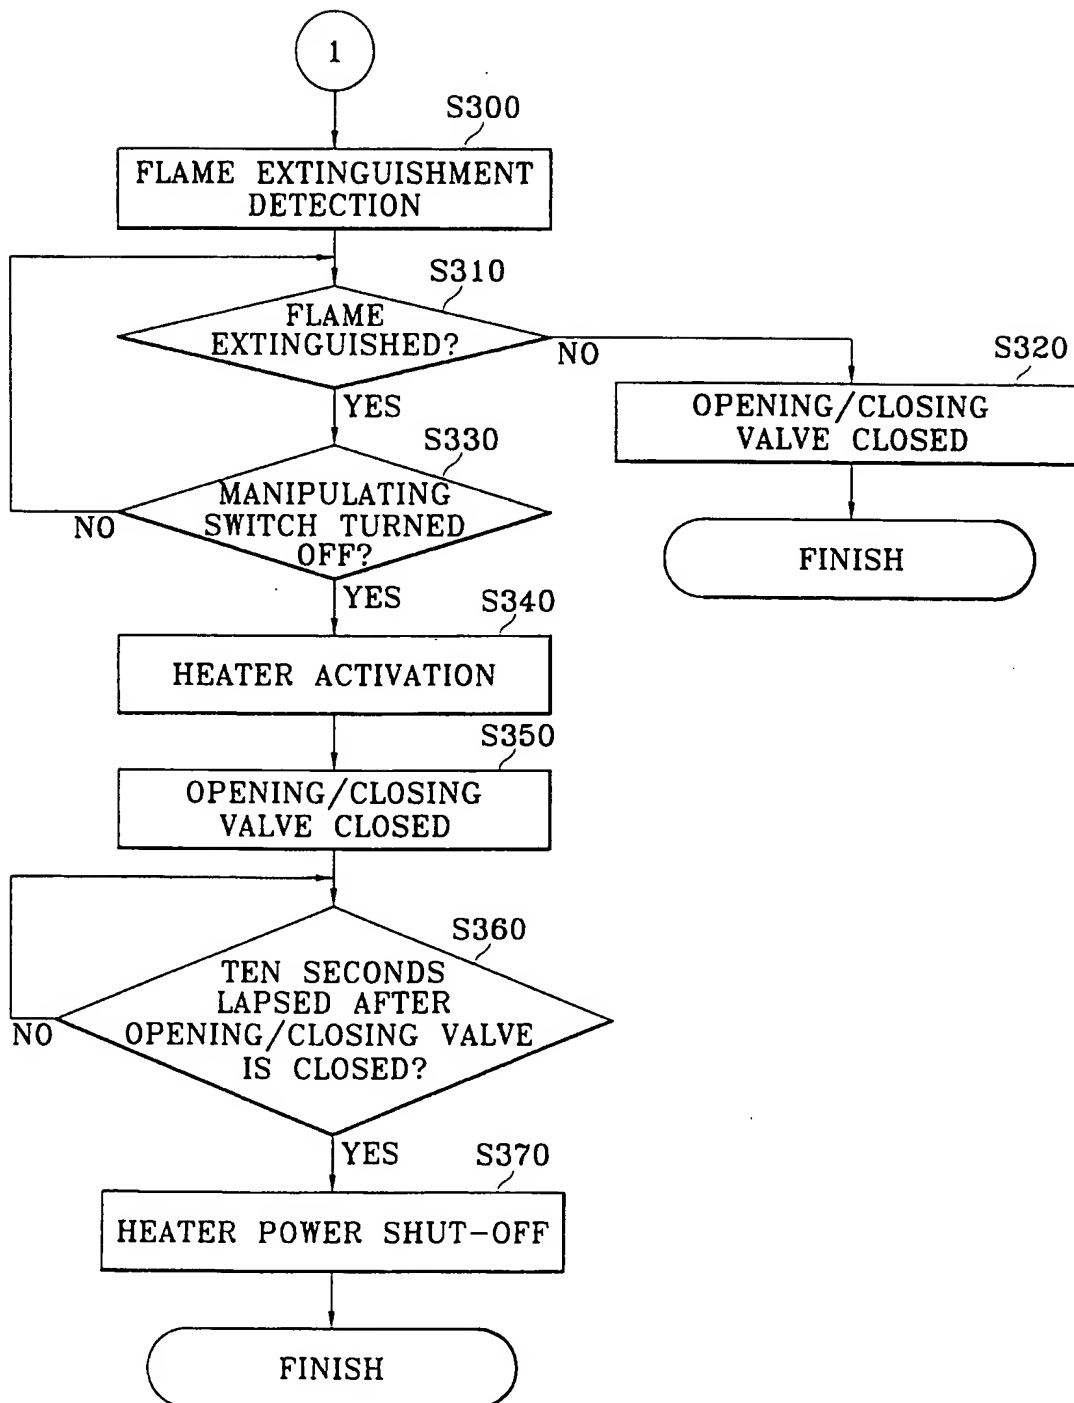 1
S300
FLAME EXTINGUISHMENT
DETECTION
S310
FLAME
EXTINGUISHED?
NO
YES
S320
OPENING/CLOSING
VALVE CLOSED
FINISH
S330
MANIPULATING
SWITCH TURNED
OFF?
NO
YES
S340
HEATER ACTIVATION
S350
OPENING/CLOSING
VALVE CLOSED
S360
TEN SECONDS
LAPSED AFTER
OPENING/CLOSING VALVE
IS CLOSED?
NO
YES
S370
HEATER POWER SHUT-OFF
FINISH